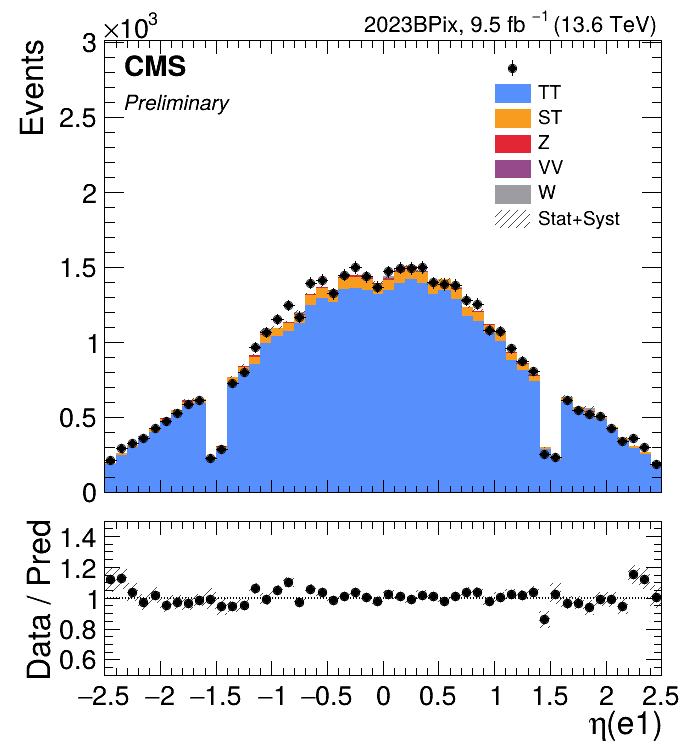 ×10³
2023BPix, 9.5 fb ⁻¹ (13.6 TeV)
Events
CMS
Preliminary
TT
ST
Z
VV
W
Stat+Syst
3
2.5
2
1.5
1
0.5
0
Data / Pred
1.4
1.2
1
0.8
0.6
−2.5 −2 −1.5 −1 −0.5 0 0.5 1 1.5 2 2.5
η(e1)